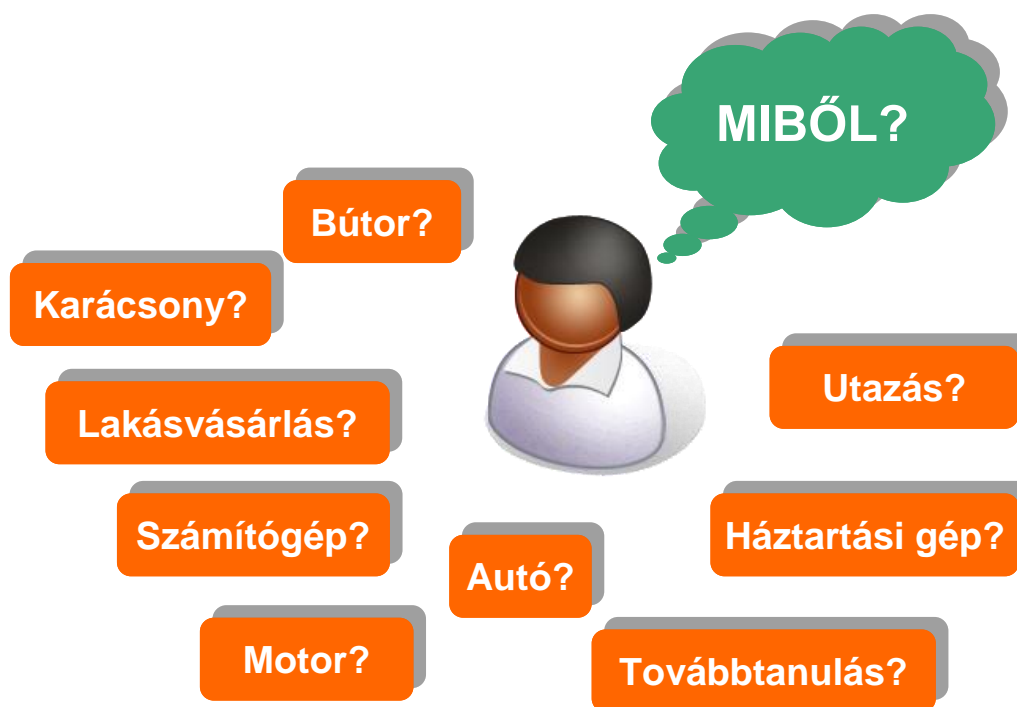 MIBŐL?
Bútor?
Karácsony?
Lakásvásárlás?
Utazás?
Számítógép?
Háztartási gép?
Autó?
Motor?
Továbbtanulás?